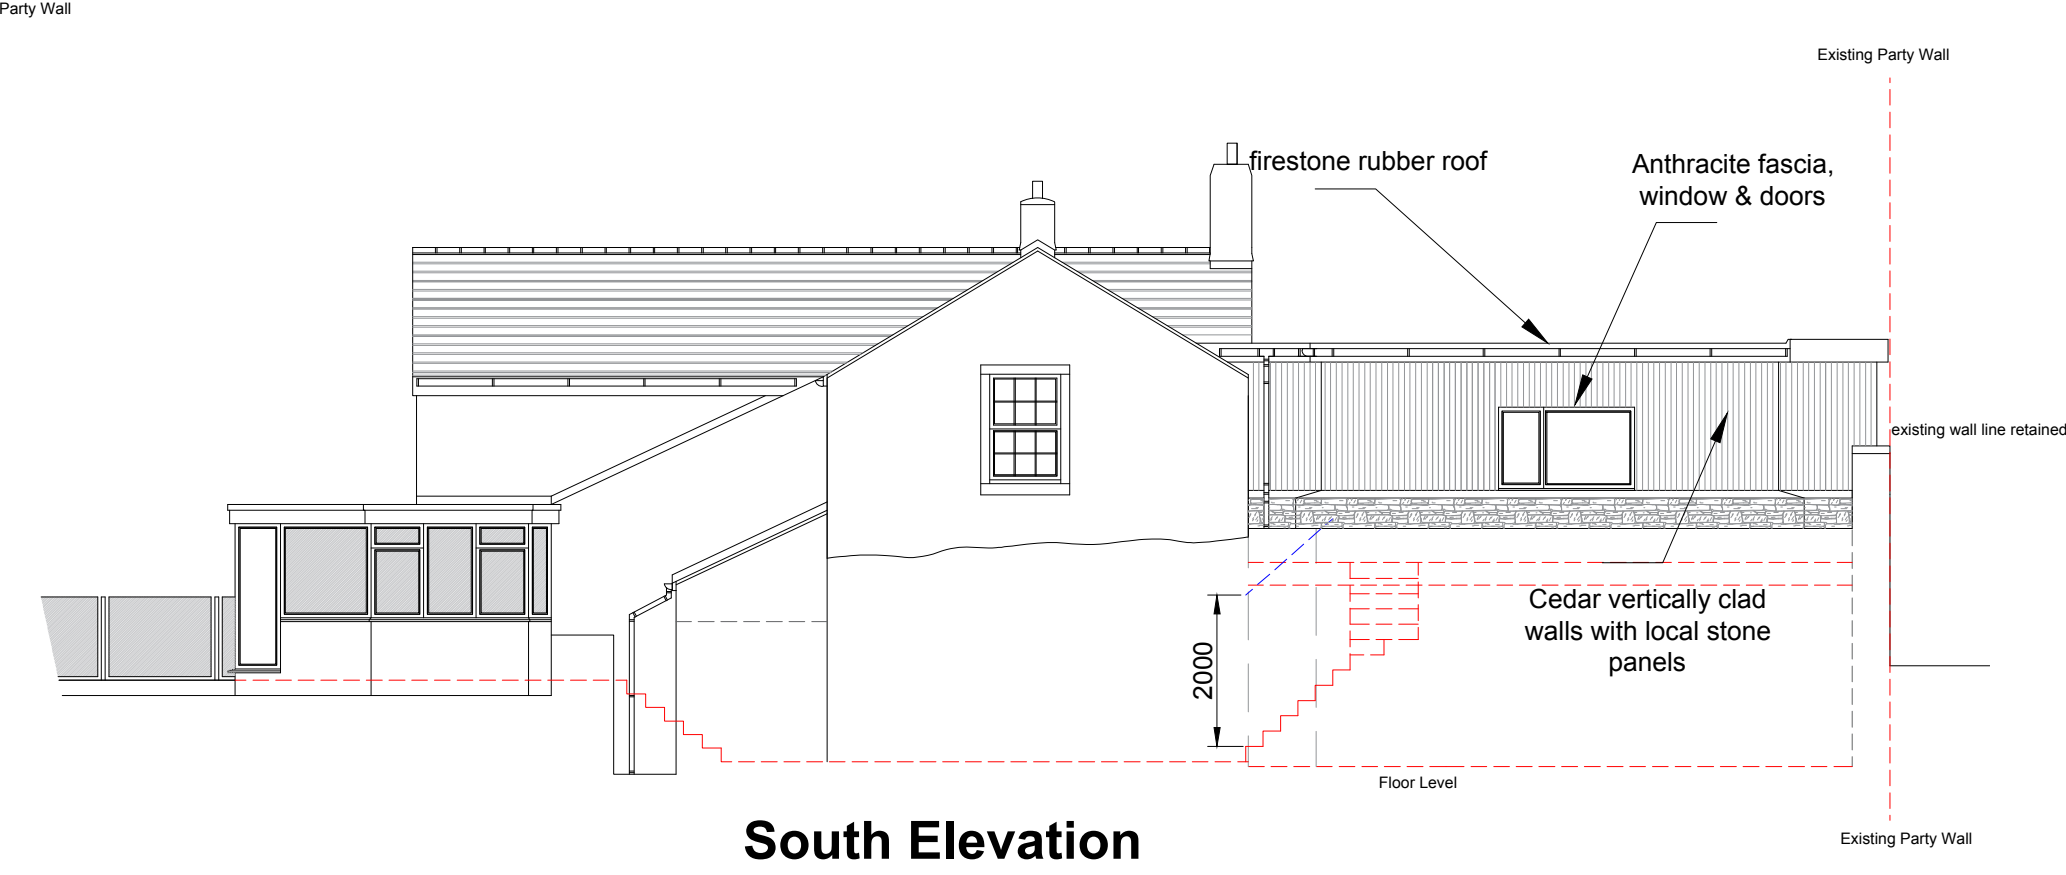 Party Wall
Existing Party Wall
firestone rubber roof
Anthracite fascia,
window & doors
existing wall line retained
Cedar vertically clad
walls with local stone
panels
2000
Floor Level
South Elevation
Existing Party Wall